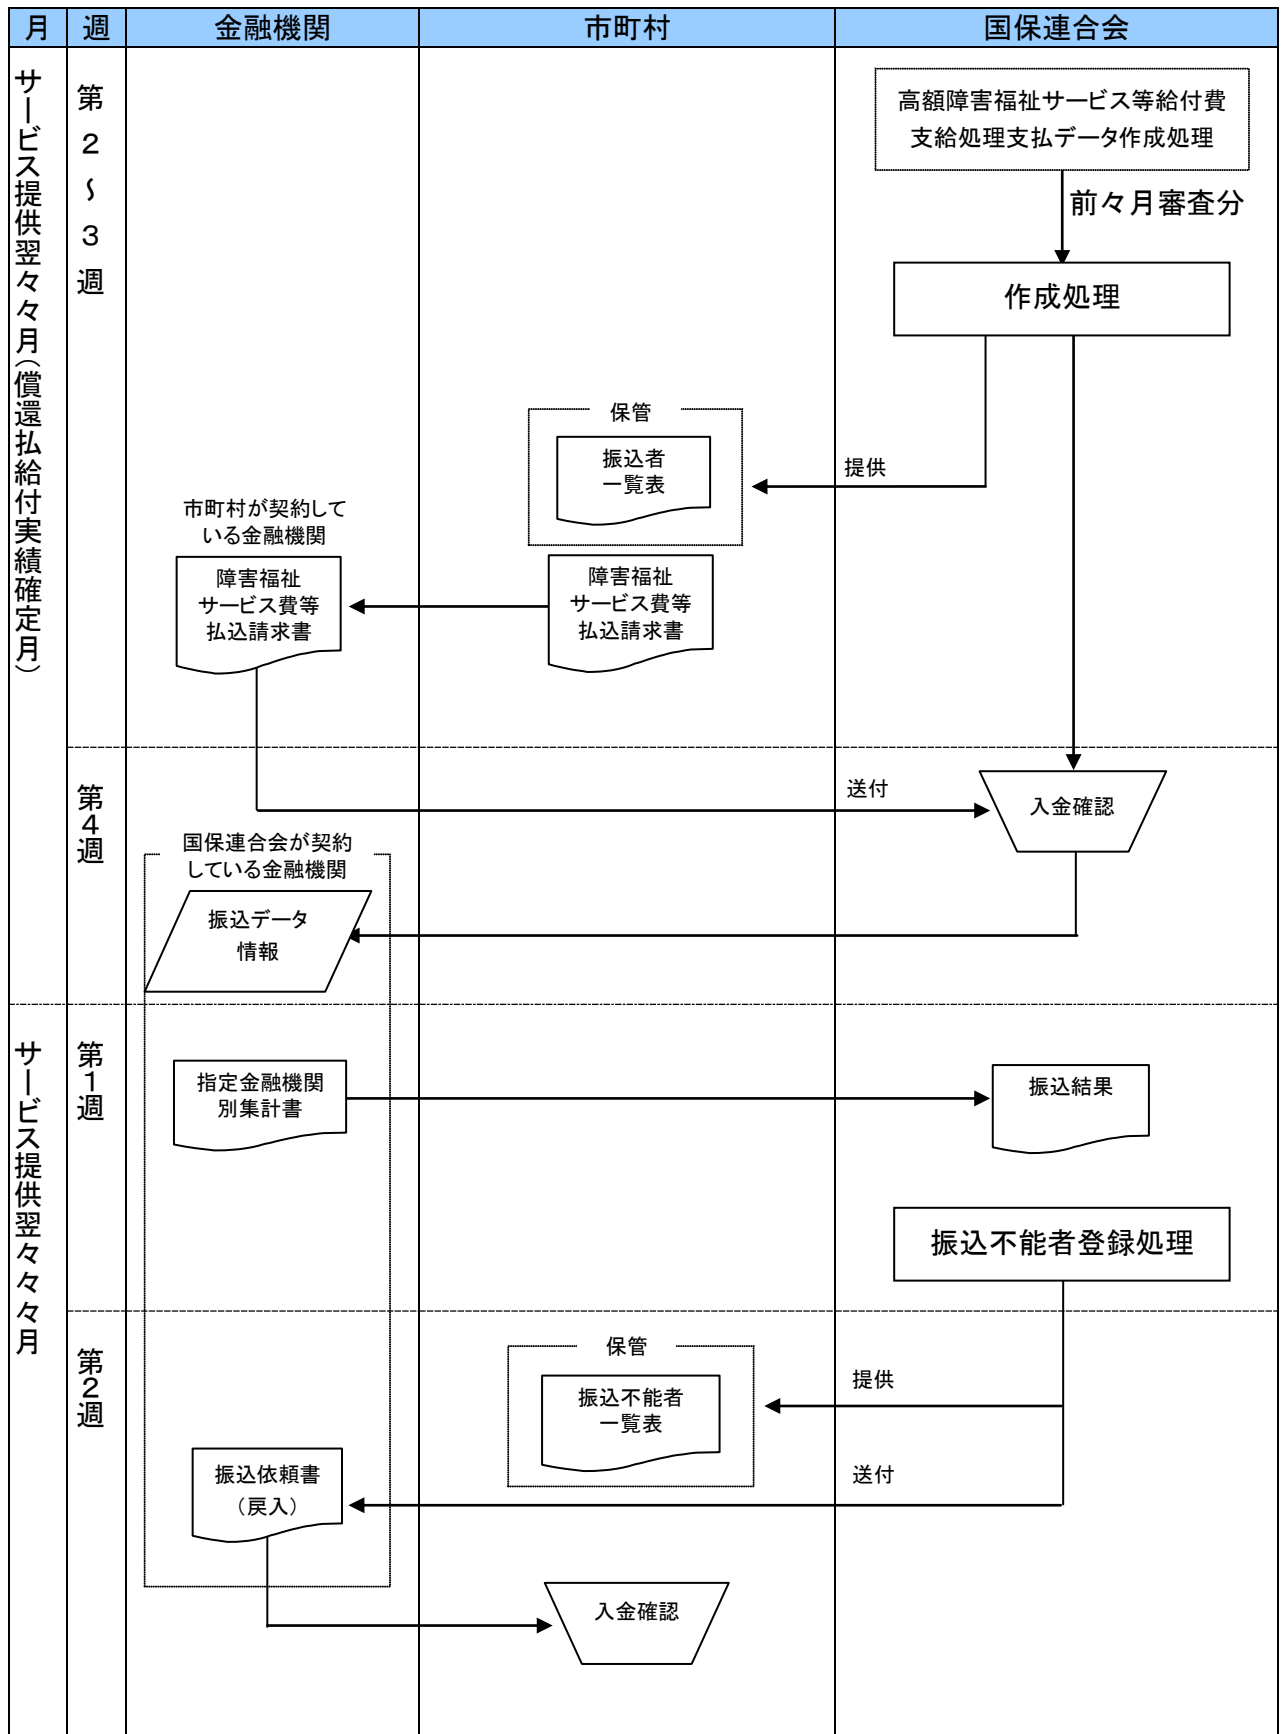 月
週
金融機関
市町村
国保連合会
サービス提供翌々月（償還払給付実績確定月）
第２～３週
高額障害福祉サービス等給付費
支給処理支払データ作成処理
前々月審査分
作成処理
保管
振込者
一覧表
提供
市町村が契約して
いる金融機関
障害福祉
サービス費等
払込請求書
障害福祉
サービス費等
払込請求書
第４週
送付
入金確認
国保連合会が契約
している金融機関
振込データ
情報
サービス提供翌々々月
第１週
指定金融機関
別集計書
振込結果
振込不能者登録処理
第２週
保管
振込不能者
一覧表
提供
振込依頼書
（戻入）
送付
入金確認